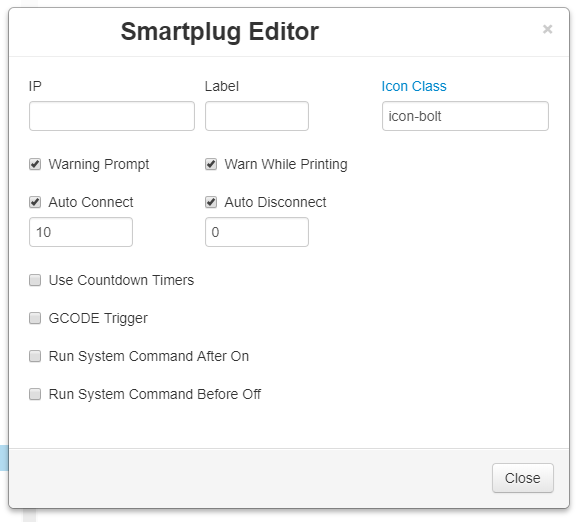 Smartplug Editor ×
IP Label Icon Class
icon-bolt
Warning Prompt Warn While Printing
Auto Connect Auto Disconnect
10 0
Use Countdown Timers
GCODE Trigger
Run System Command After On
Run System Command Before Off
Close